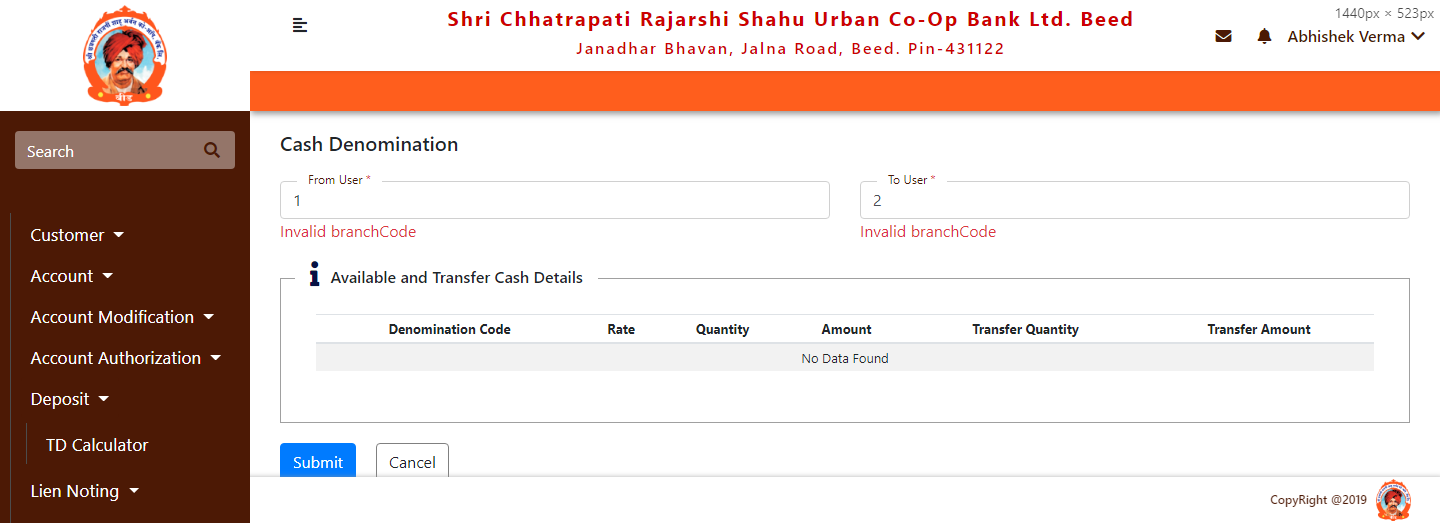 Shri Chhatrapati Rajarshi Shahu Urban Co-Op Bank Ltd. Beed
Janadhar Bhavan, Jalna Road, Beed. Pin-431122
1440px × 523px
Abhishek Verma
बीड
Search
Customer
Account
Account Modification
Account Authorization
Deposit
TD Calculator
Lien Noting
Cash Denomination
From User *
1
Invalid branchCode
To User *
2
Invalid branchCode
Available and Transfer Cash Details
Denomination Code Rate Quantity Amount Transfer Quantity Transfer Amount
No Data Found
Submit Cancel
CopyRight @2019